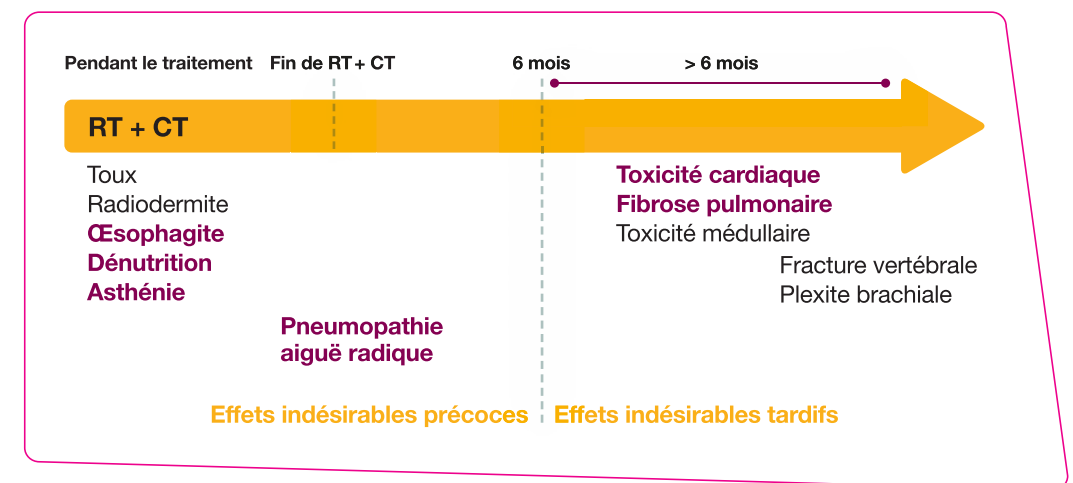 Pendant le traitement Fin de RT + CT 6 mois > 6 mois
RT + CT
Toux
Radiodermite
Œsophagite
Dénutrition
Asthénie
Pneumopathie
aiguë radique
Toxicité cardiaque
Fibrose pulmonaire
Toxicité médullaire
Fracture vertébrale
Plexite brachiale
Effets indésirables précoces Effets indésirables tardifs